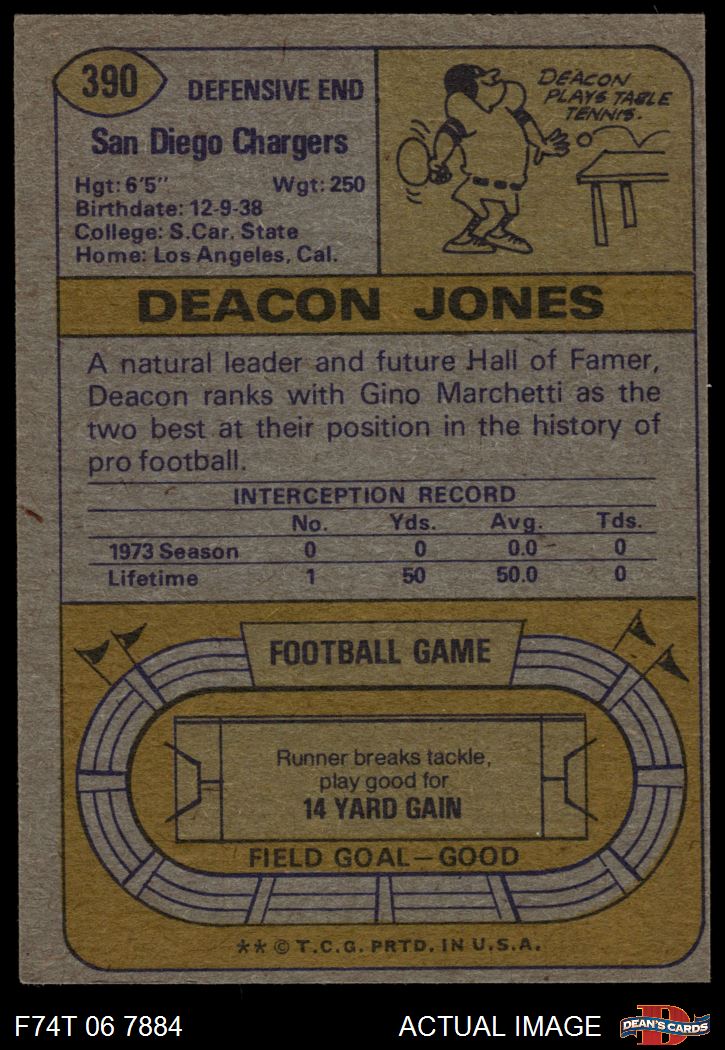 390
DEFENSIVE END
San Diego Chargers
Hgt: 6'5" Wgt: 250
Birthdate: 12-9-38
College: S.Car. State
Home: Los Angeles, Cal.
DEACON
PLAYS TABLE
TENNIS.
DEACON JONES
A natural leader and future Hall of Famer,
Deacon ranks with Gino Marchetti as the
two best at their position in the history of
pro football.
INTERCEPTION RECORD
No. Yds. Avg. Tds.
1973 Season 0 0 0.0 0
Lifetime 1 50 50.0 0
FOOTBALL GAME
Runner breaks tackle,
play good for
14 YARD GAIN
FIELD GOAL—GOOD
** © T.C.G. PRTD. IN U.S.A.
F74T 06 7884 ACTUAL IMAGE
D
DEAN'S CARDS